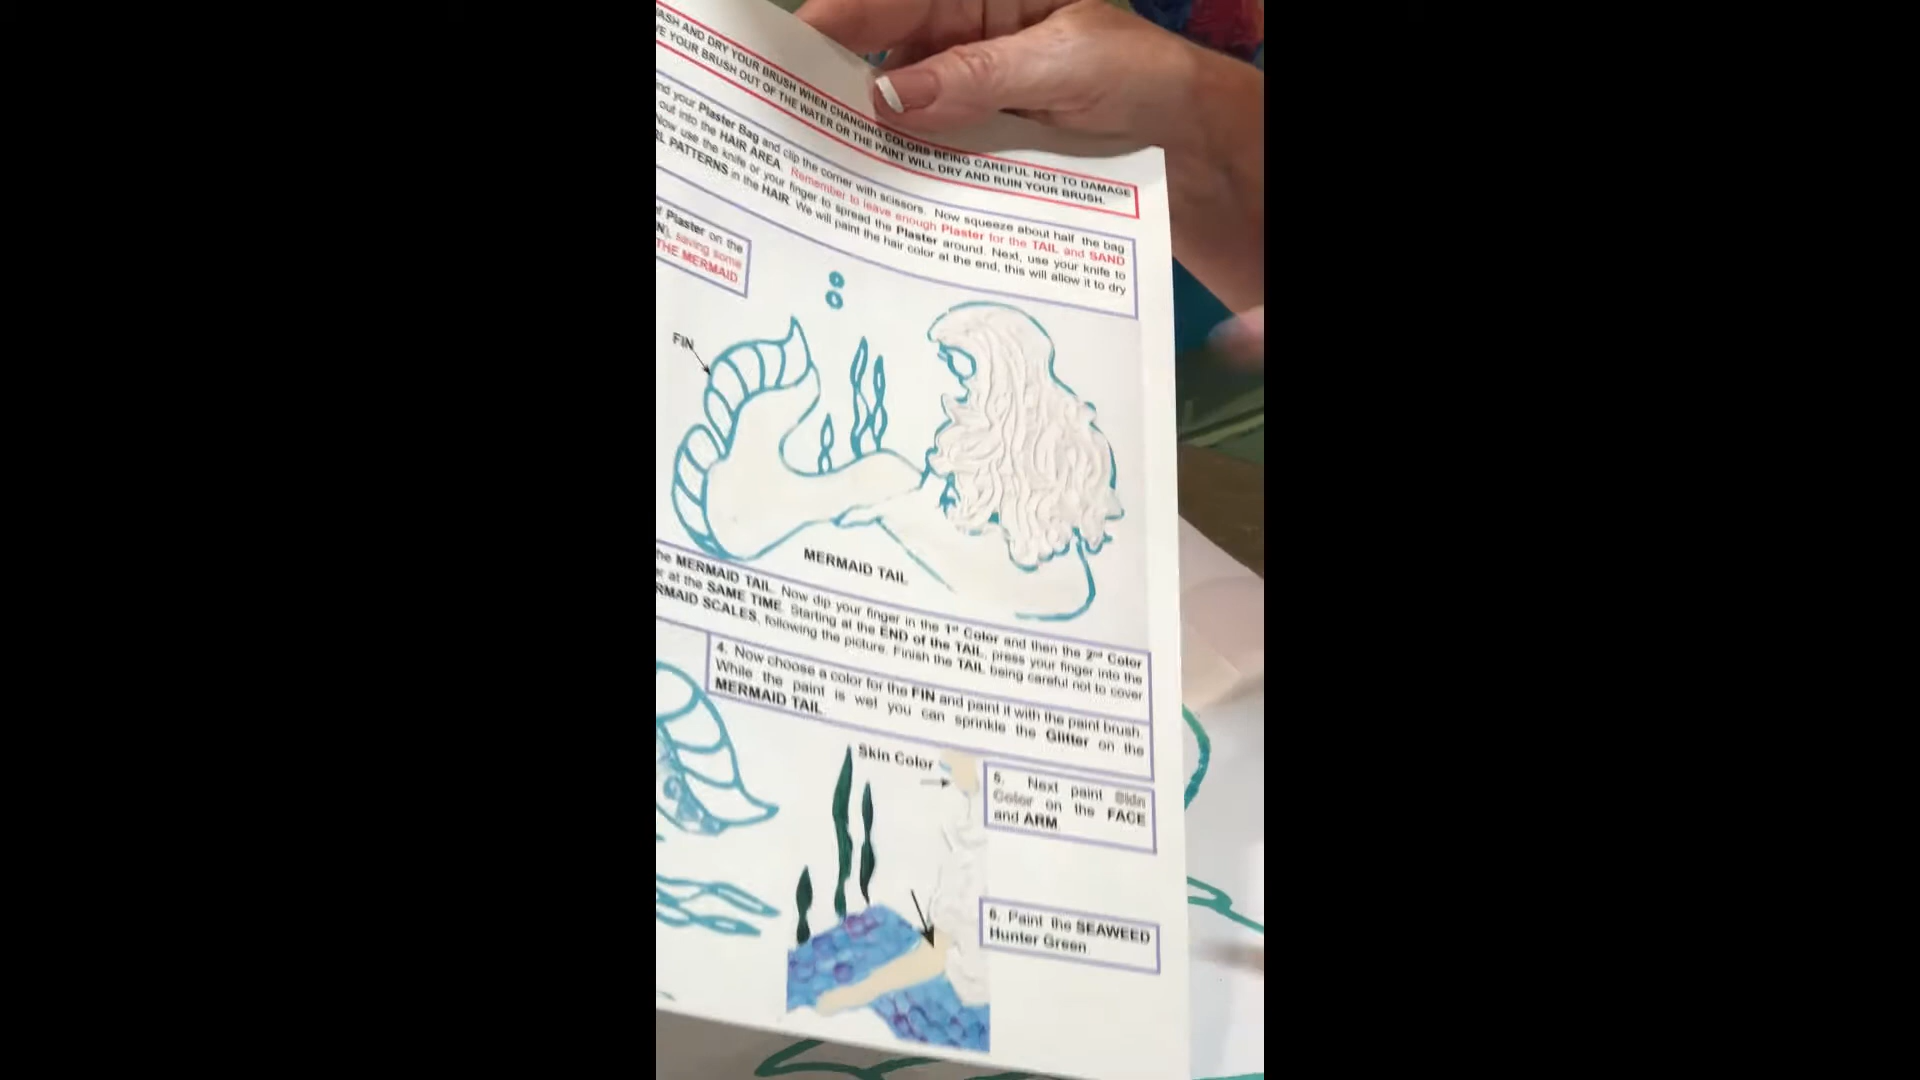 ASH AND DRY YOUR BRUSH WHEN CHANGING COLORS BEING CAREFUL NOT TO DAMAGE
E YOUR BRUSH OUT OF THE WATER OR THE PAINT WILL DRY AND RUIN YOUR BRUSH.
nd your Plaster Bag and clip the corner with scissors. Now squeeze about half the bag
out into the HAIR AREA. Remember to leave enough Plaster for the TAIL and SAND
Now use the knife or your finger to spread the Plaster around. Next, use your knife to
L PATTERNS in the HAIR. We will paint the hair color at the end, this will allow it to dry
Plaster on the
N), saving some
THE MERMAID
FIN
MERMAID TAIL
he MERMAID TAIL. Now dip your finger in the 1st Color and then the 2nd Color
at the SAME TIME. Starting at the END of the TAIL, press your finger into the
RMAID SCALES, following the picture. Finish the TAIL being careful not to cover
4. Now choose a color for the FIN and paint it with the paint brush.
While the paint is wet you can sprinkle the Glitter on the
MERMAID TAIL
Skin Color
5. Next paint Skin
Color on the FACE
and ARM.
6. Paint the SEAWEED
Hunter Green